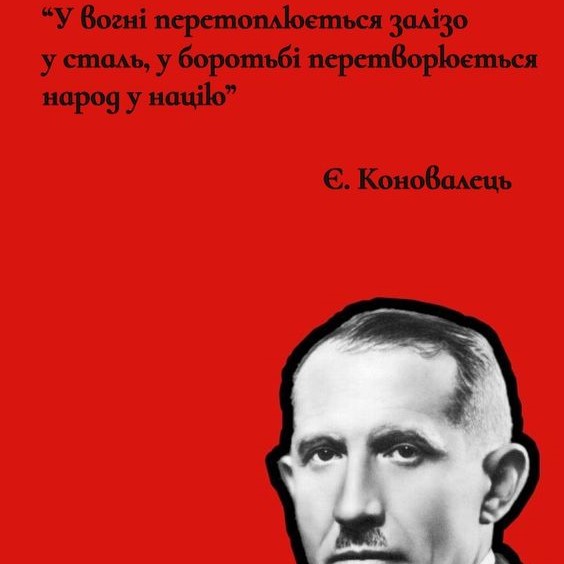 “У вогні перетоплюється залізо
у сталь, у боротьбі перетворюється
народ у націю”
Є. Коновалець